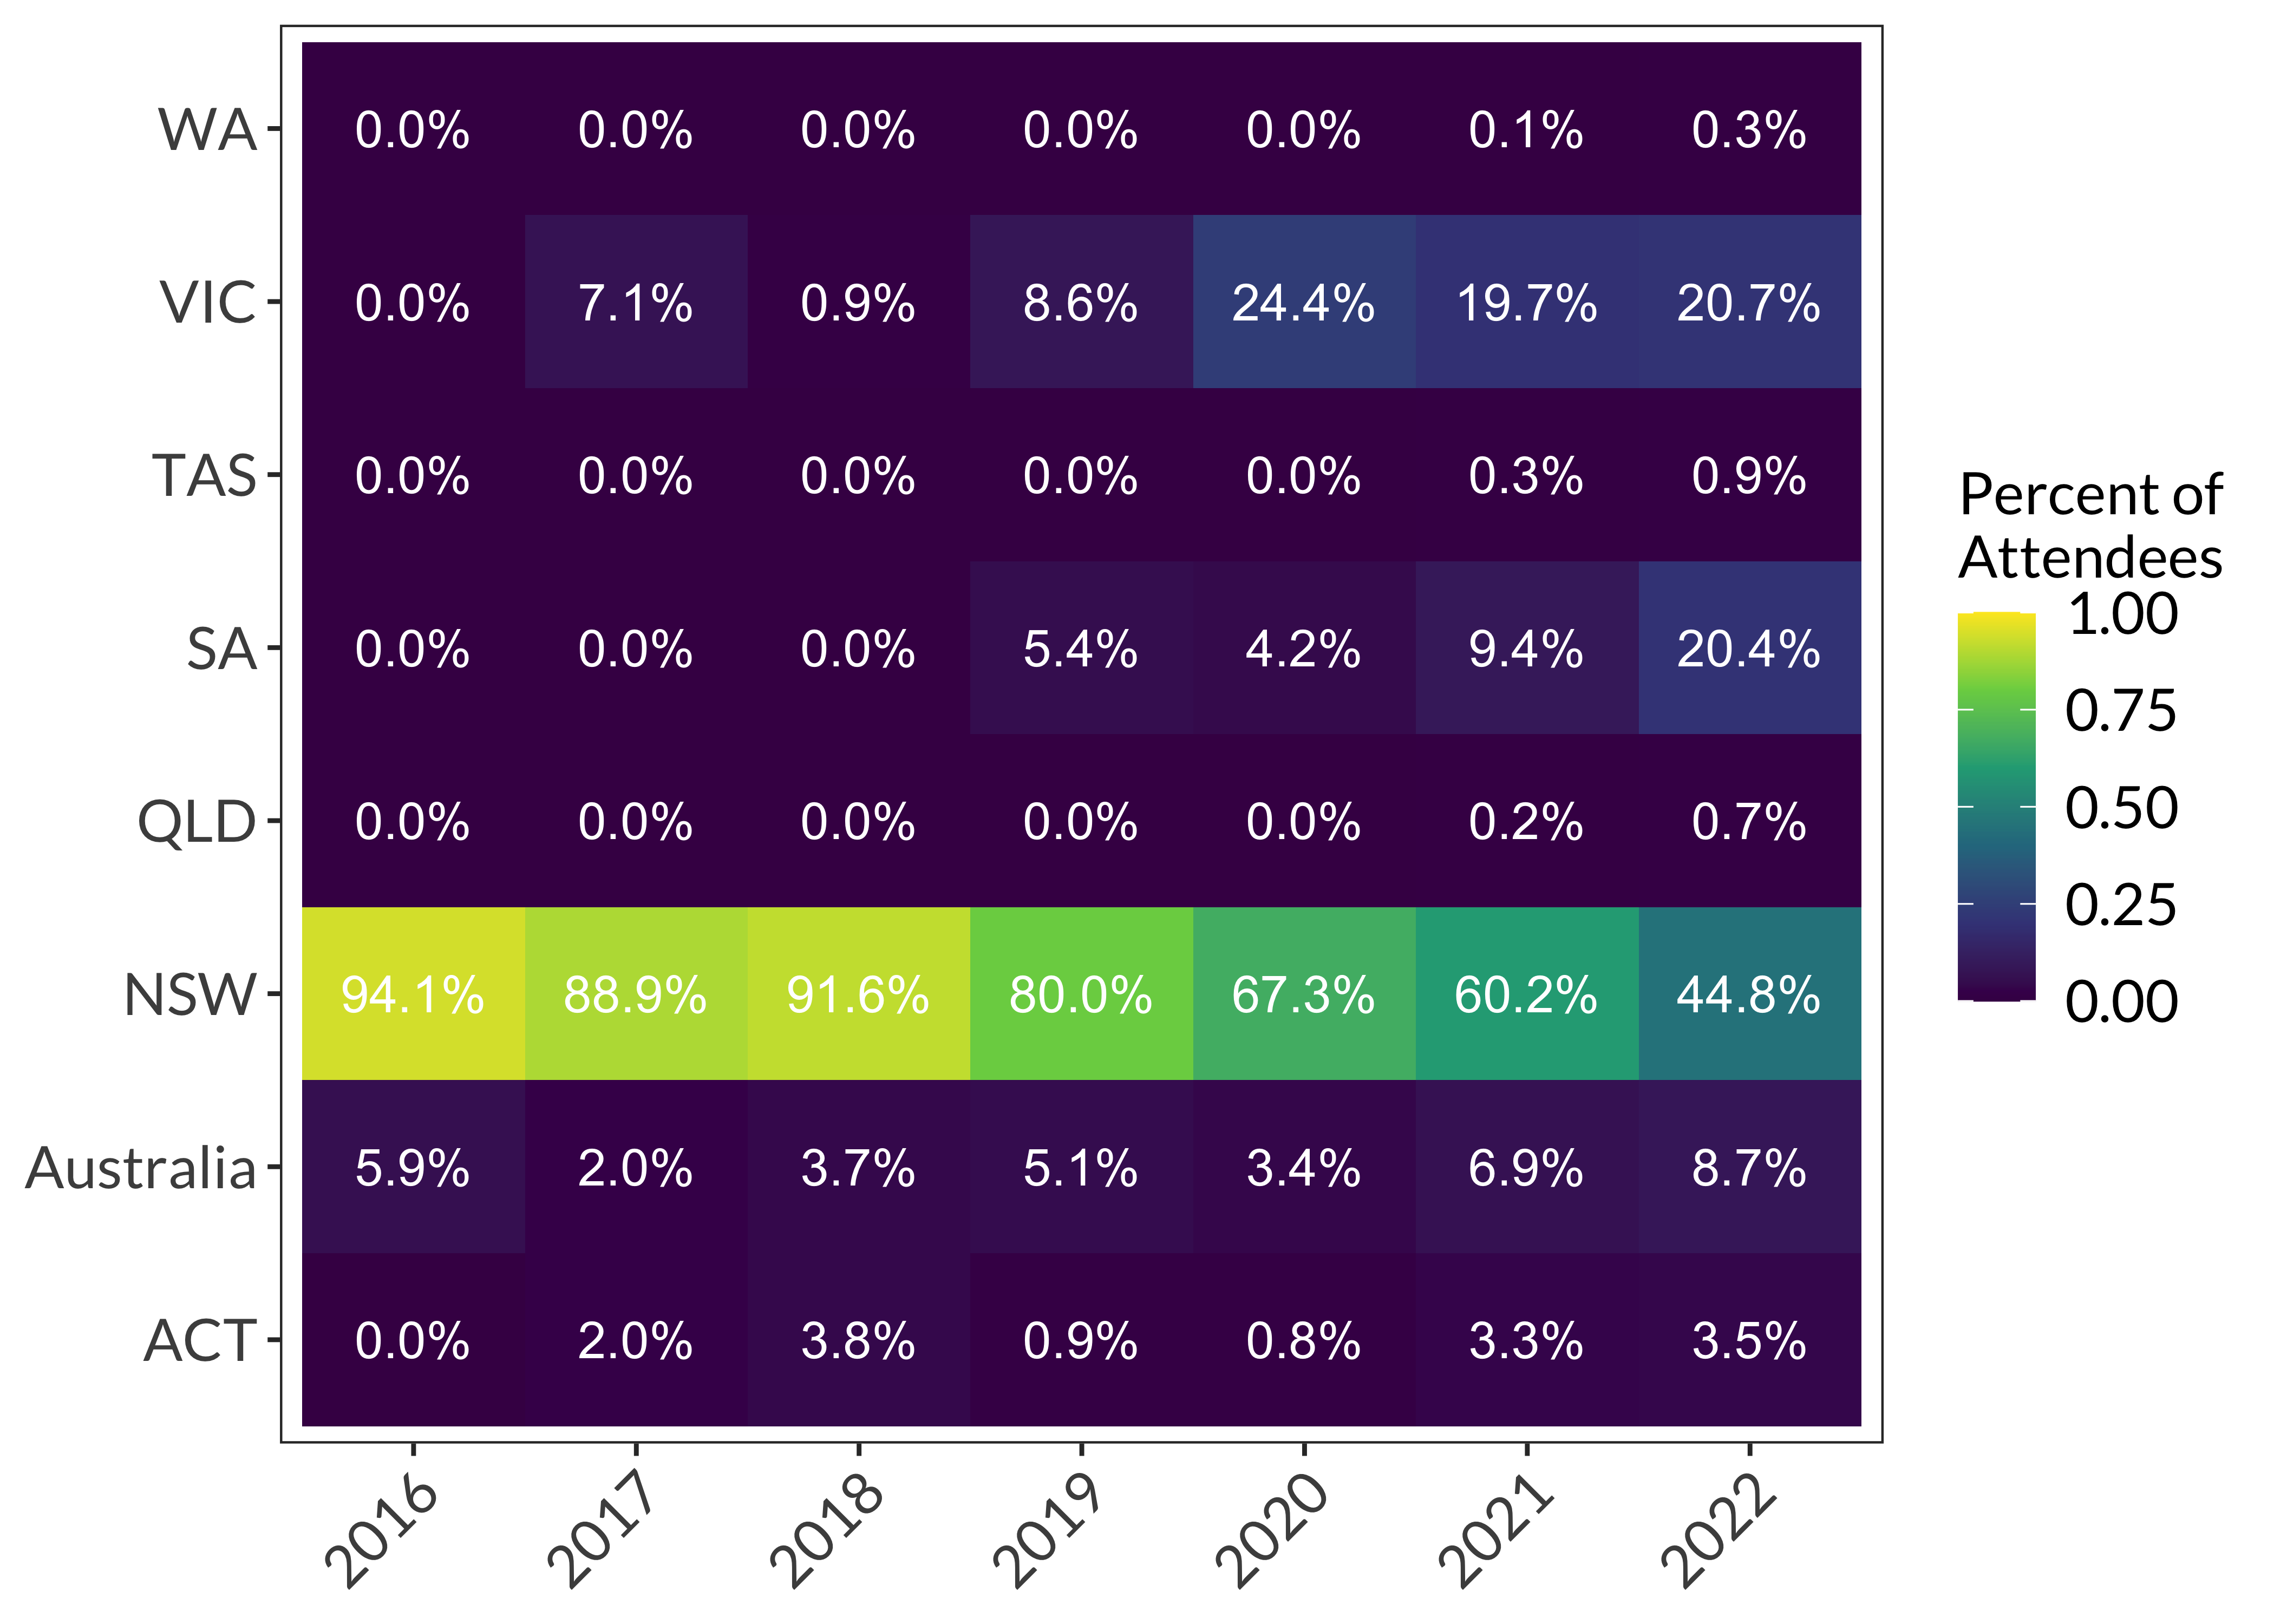 WA 0.0% 0.0% 0.0% 0.0% 0.0% 0.1% 0.3%
VIC 0.0% 7.1% 0.9% 8.6% 24.4% 19.7% 20.7%
TAS 0.0% 0.0% 0.0% 0.0% 0.0% 0.3% 0.9%
SA 0.0% 0.0% 0.0% 5.4% 4.2% 9.4% 20.4%
QLD 0.0% 0.0% 0.0% 0.0% 0.0% 0.2% 0.7%
NSW 94.1% 88.9% 91.6% 80.0% 67.3% 60.2% 44.8%
Australia 5.9% 2.0% 3.7% 5.1% 3.4% 6.9% 8.7%
ACT 0.0% 2.0% 3.8% 0.9% 0.8% 3.3% 3.5%
2016 2017 2018 2019 2020 2021 2022
Percent of
Attendees
1.00
0.75
0.50
0.25
0.00